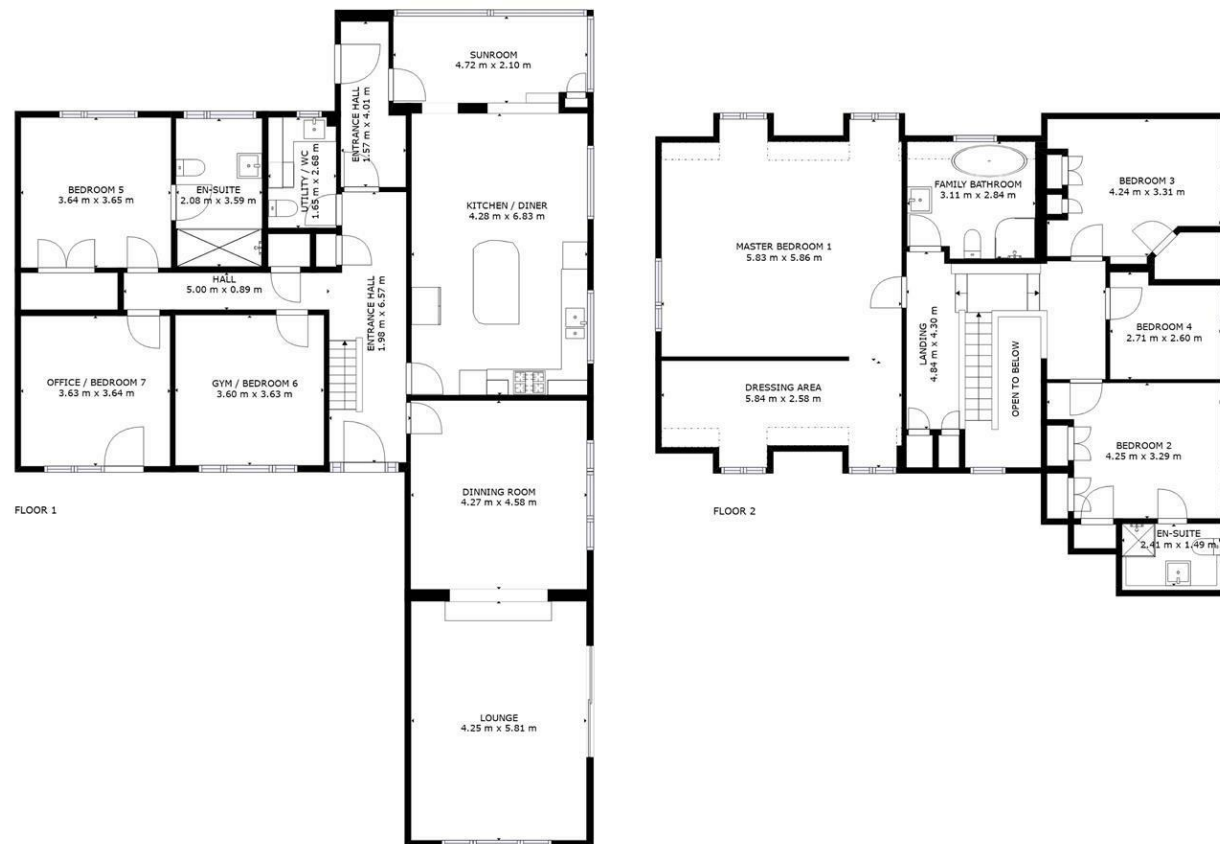 SUNROOM
4.72 m x 2.10 m
ENTRANCE HALL
1.57 m x 4.01 m
BEDROOM 5
3.64 m x 3.65 m
EN-SUITE
2.08 m x 3.59 m
UTILITY / WC
1.65 m x 2.68 m
KITCHEN / DINER
4.28 m x 6.83 m
HALL
5.00 m x 0.89 m
ENTRANCE HALL
1.98 m x 6.57 m
OFFICE / BEDROOM 7
3.63 m x 3.64 m
GYM / BEDROOM 6
3.60 m x 3.63 m
DINNING ROOM
4.27 m x 4.58 m
FLOOR 1
LOUNGE
4.25 m x 5.81 m
MASTER BEDROOM 1
5.83 m x 5.86 m
FAMILY BATHROOM
3.11 m x 2.84 m
BEDROOM 3
4.24 m x 3.31 m
LANDING
4.84 m x 4.30 m
OPEN TO BELOW
BEDROOM 4
2.71 m x 2.60 m
DRESSING AREA
5.84 m x 2.58 m
BEDROOM 2
4.25 m x 3.29 m
FLOOR 2
EN-SUITE
2.41 m x 1.49 m